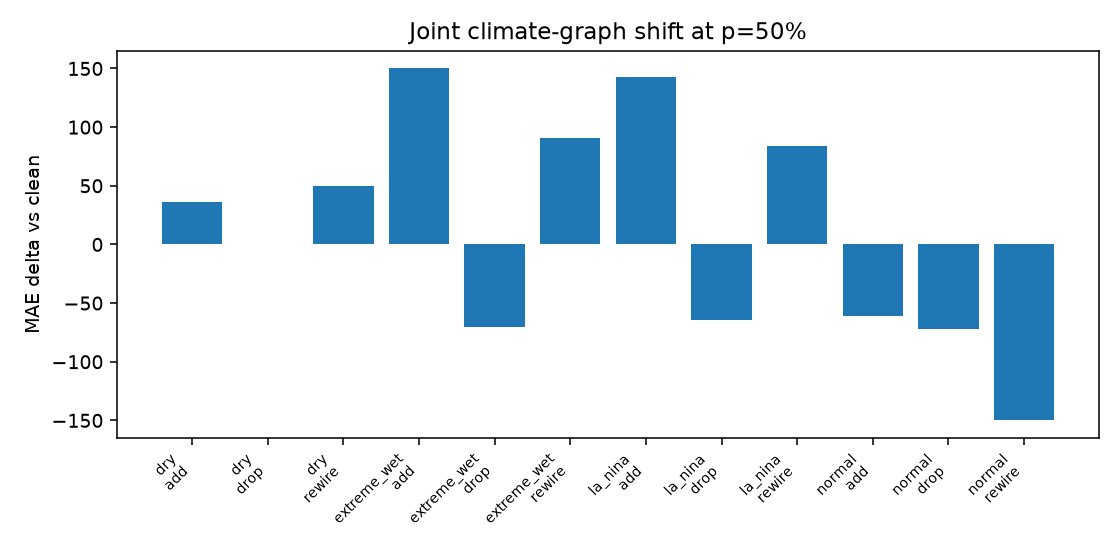 Joint climate-graph shift at p=50%
MAE delta vs clean
150
100
50
0
−50
−100
−150
dry
add
dry
drop
dry
rewire
extreme_wet
add
extreme_wet
drop
extreme_wet
rewire
la_nina
add
la_nina
drop
la_nina
rewire
normal
add
normal
drop
normal
rewire